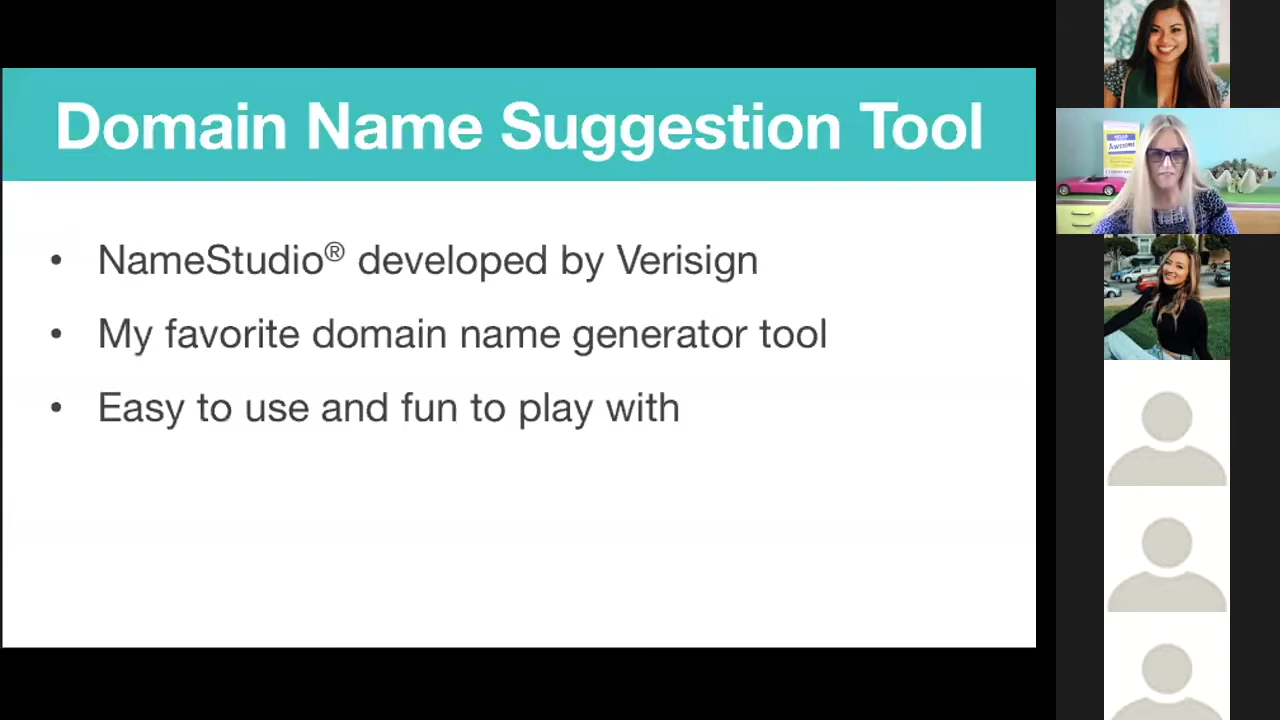 Domain Name Suggestion Tool
• NameStudio® developed by Verisign
• My favorite domain name generator tool
• Easy to use and fun to play with
Awesome